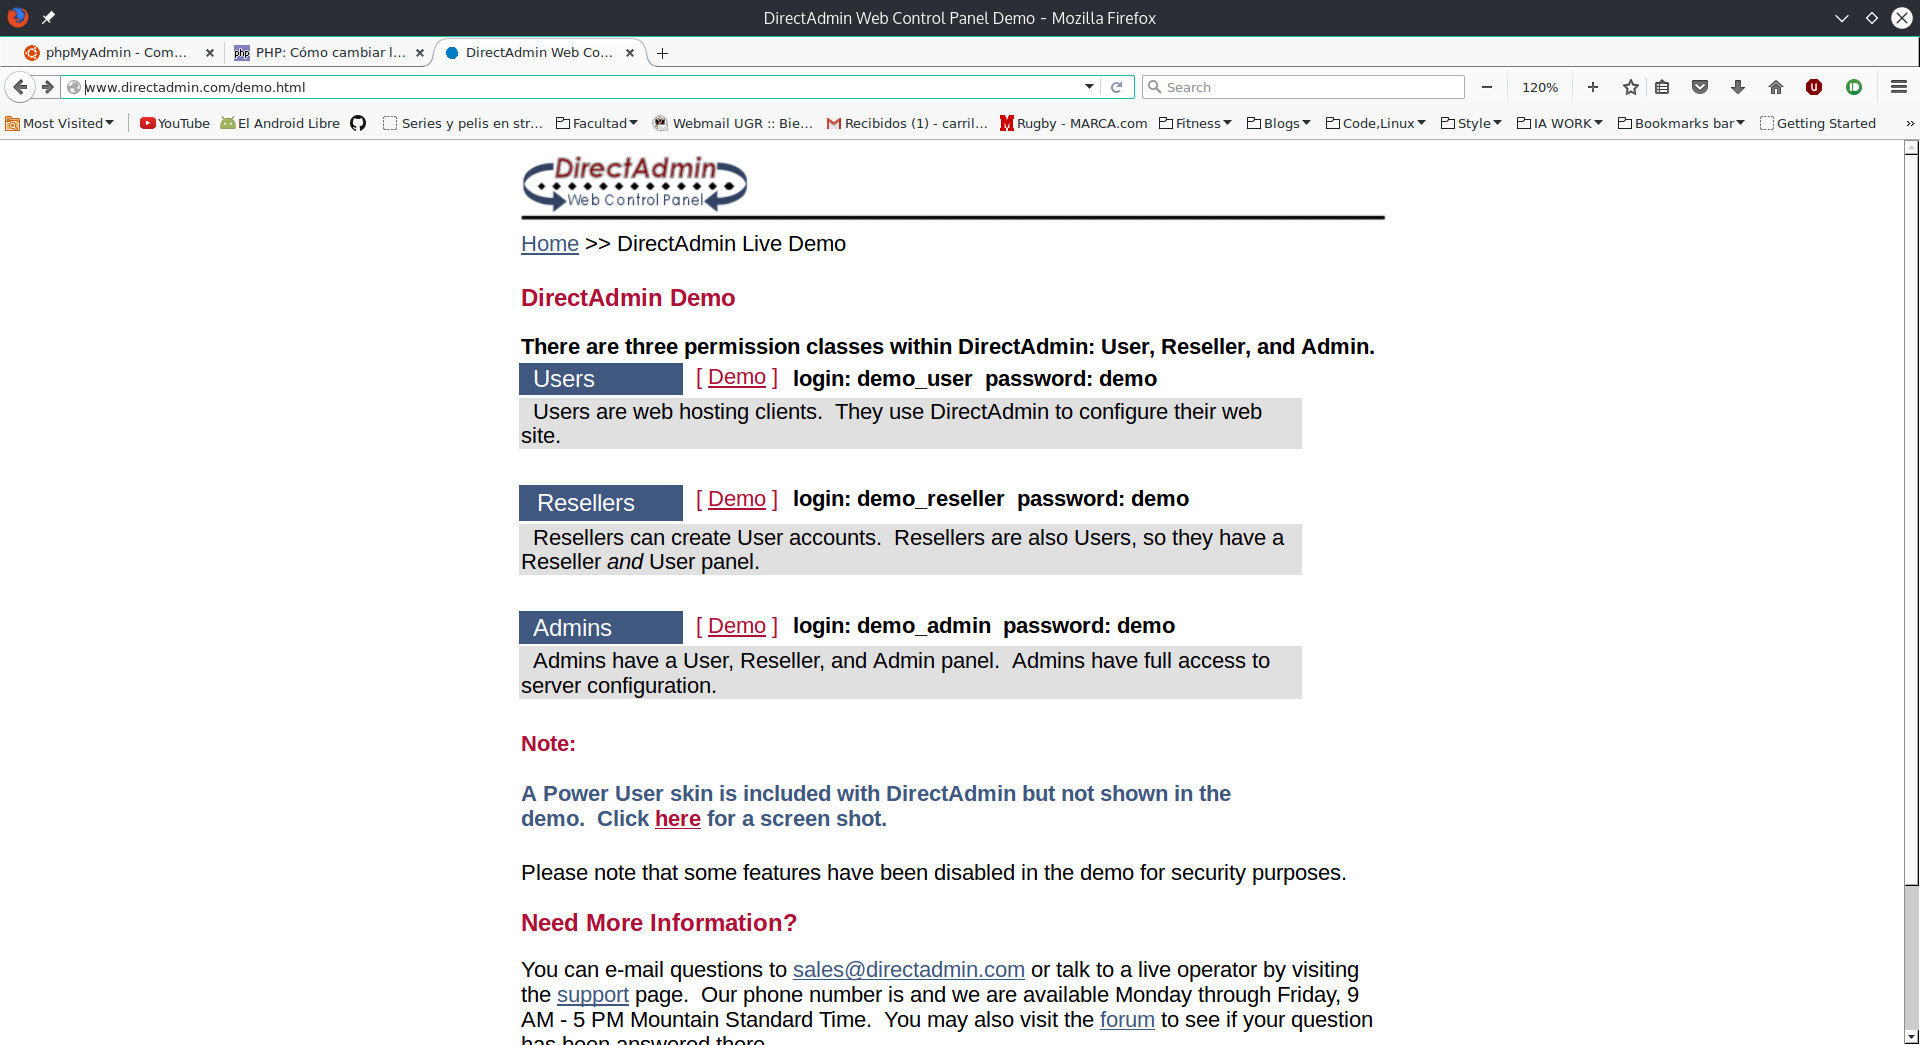 DirectAdmin Web Control Panel Demo - Mozilla Firefox
phpMyAdmin - Com...
PHP: Cómo cambiar l...
DirectAdmin Web Co...
www.directadmin.com/demo.html
Search
120%
Most Visited
YouTube
El Android Libre
Series y pelis en str...
Facultad
Webmail UGR :: Bie...
Recibidos (1) - carril...
Rugby - MARCA.com
Fitness
Blogs
Code,Linux
Style
IA WORK
Bookmarks bar
Getting Started
»
DirectAdmin
Web Control Panel
Home >> DirectAdmin Live Demo
DirectAdmin Demo
There are three permission classes within DirectAdmin: User, Reseller, and Admin.
Users [ Demo ] login: demo_user password: demo
Users are web hosting clients. They use DirectAdmin to configure their web
site.
Resellers [ Demo ] login: demo_reseller password: demo
Resellers can create User accounts. Resellers are also Users, so they have a
Reseller and User panel.
Admins [ Demo ] login: demo_admin password: demo
Admins have a User, Reseller, and Admin panel. Admins have full access to
server configuration.
Note:
A Power User skin is included with DirectAdmin but not shown in the
demo. Click here for a screen shot.
Please note that some features have been disabled in the demo for security purposes.
Need More Information?
You can e-mail questions to sales@directadmin.com or talk to a live operator by visiting
the support page. Our phone number is and we are available Monday through Friday, 9
AM - 5 PM Mountain Standard Time. You may also visit the forum to see if your question
has been answered there.